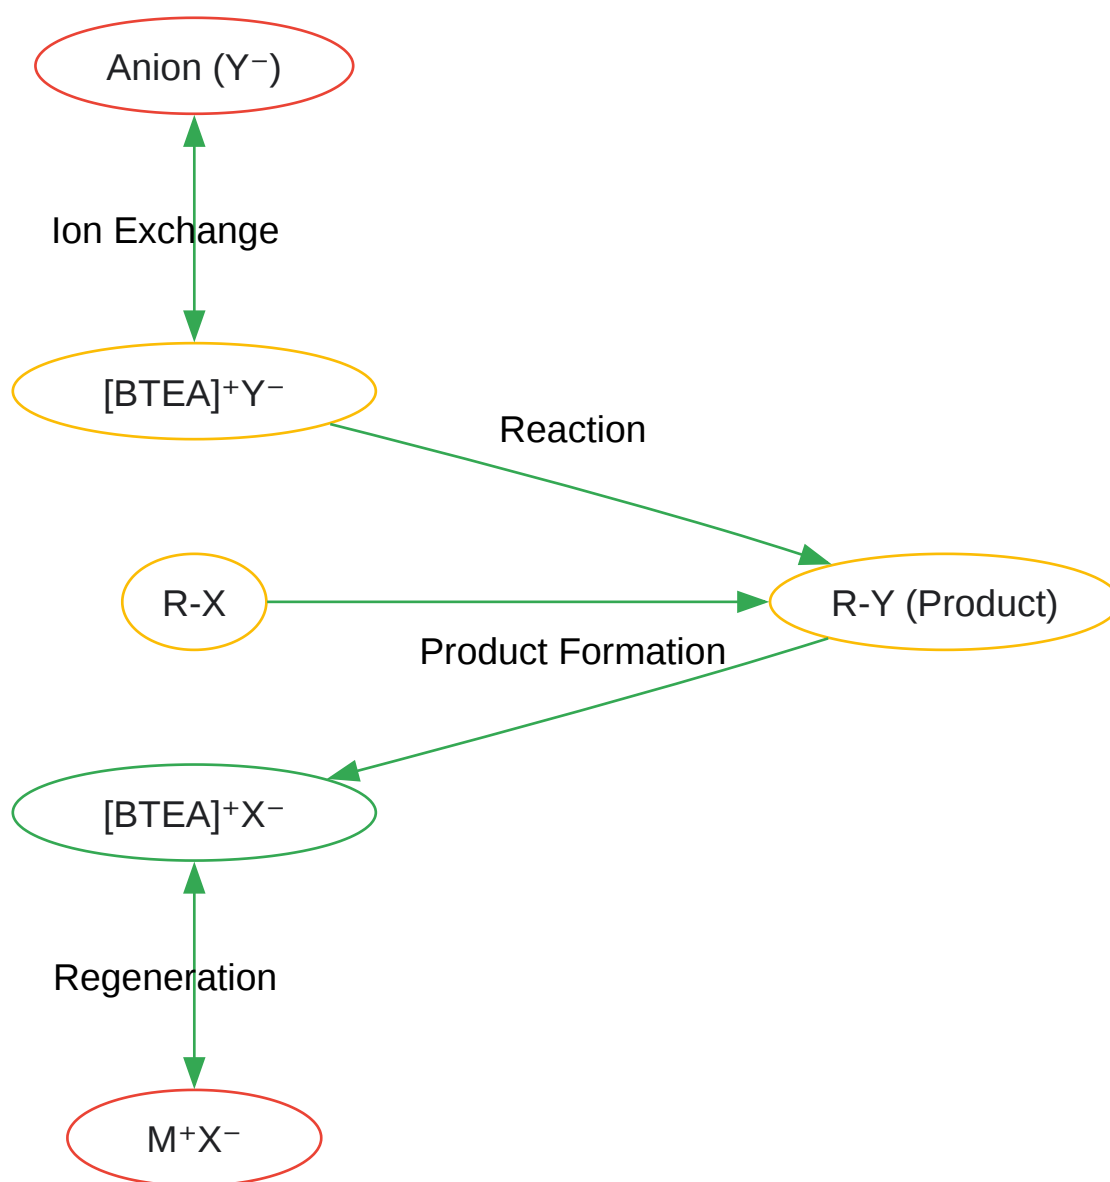 Anion (Y⁻)
Ion Exchange
[BTEA]⁺Y⁻
Reaction
R-X
R-Y (Product)
Product Formation
[BTEA]⁺X⁻
Regeneration
M⁺X⁻